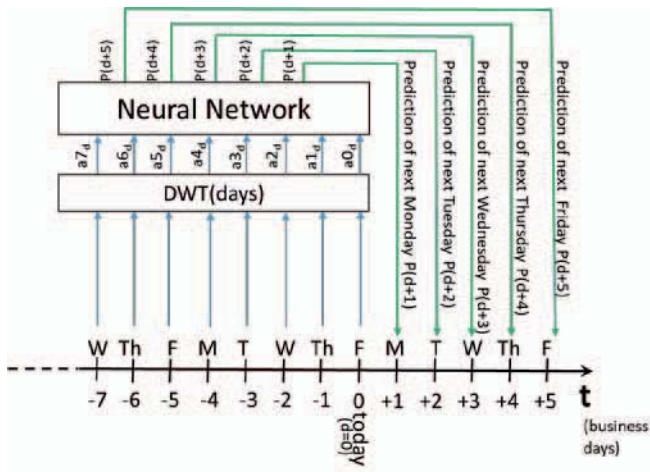 P(d+5)
P(d+4)
P(d+3)
P(d+2)
P(d+1)
Neural Network
a7d
a6d
a5d
a4d
a3d
a2d
a1d
a0d
DWT(days)
Prediction of next Monday P(d+1)
Prediction of next Tuesday P(d+2)
Prediction of next Wednesday P(d+3)
Prediction of next Thursday P(d+4)
Prediction of next Friday P(d+5)
W Th F M T W Th F M T W Th F
-7 -6 -5 -4 -3 -2 -1 0 +1 +2 +3 +4 +5 t
today
(d=0)
(business
days)